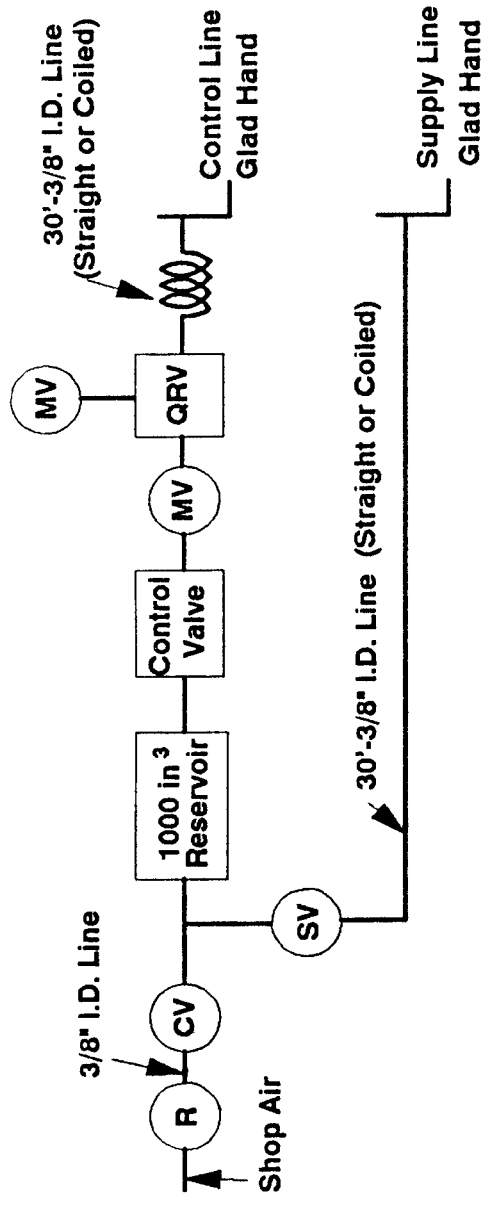 30'-3/8" I.D. Line
(Straight or Coiled)
MV
3/8" I.D. Line
R
CV
1000 in³
Reservoir
Control
Valve
MV
QRV
Control Line
Glad Hand
Shop Air
SV
30'-3/8" I.D. Line (Straight or Coiled)
Supply Line
Glad Hand